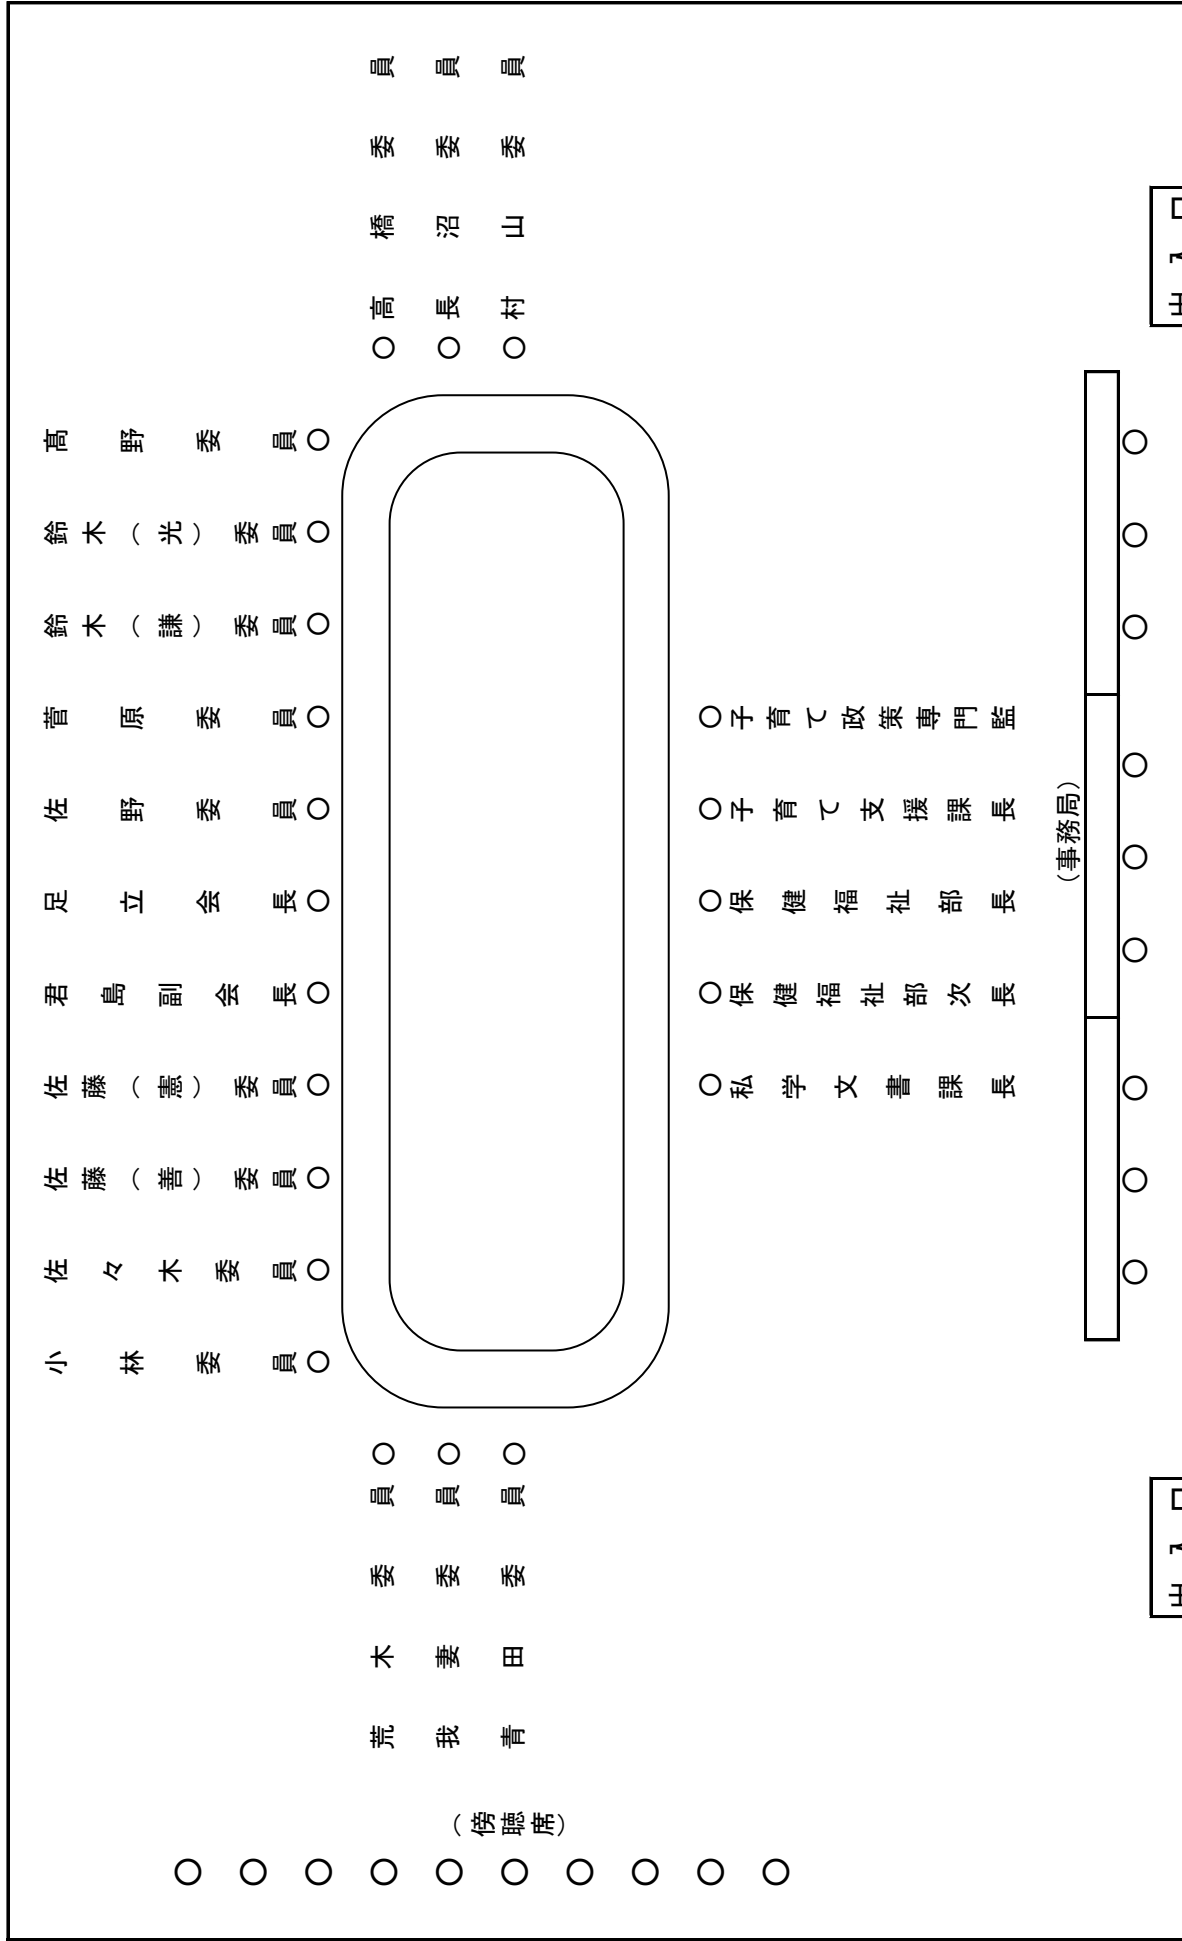 小林委員
佐々木委員
佐藤（善）委員
佐藤（憲）委員
君島副会長
足立会長
佐野委員
菅原委員
鈴木（謙）委員
鈴木（光）委員
髙野委員
（傍聴席）
荒木委員
我妻委員
青田委員
高橋委員
長沼委員
村山委員
私学文書課長
保健福祉部次長
保健福祉部長
子育て支援課長
子育て政策専門監
（事務局）
出入口
出入口